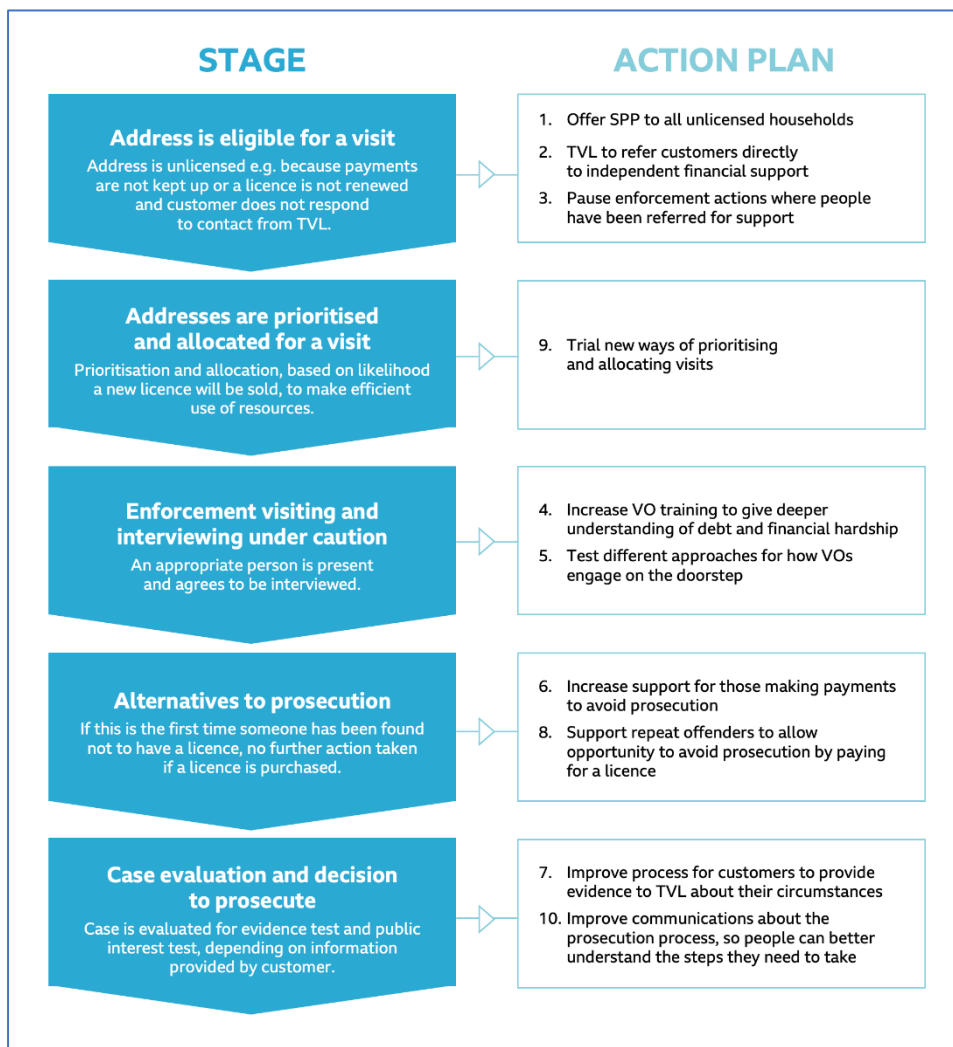 STAGE
ACTION PLAN
Address is eligible for a visit
Address is unlicensed e.g. because payments
are not kept up or a licence is not renewed
and customer does not respond
to contact from TVL.
1. Offer SPP to all unlicensed households
2. TVL to refer customers directly
to independent financial support
3. Pause enforcement actions where people
have been referred for support
Addresses are prioritised
and allocated for a visit
Prioritisation and allocation, based on likelihood
a new licence will be sold, to make efficient
use of resources.
9. Trial new ways of prioritising
and allocating visits
Enforcement visiting and
interviewing under caution
An appropriate person is present
and agrees to be interviewed.
4. Increase VO training to give deeper
understanding of debt and financial hardship
5. Test different approaches for how VOs
engage on the doorstep
Alternatives to prosecution
If this is the first time someone has been found
not to have a licence, no further action taken
if a licence is purchased.
6. Increase support for those making payments
to avoid prosecution
8. Support repeat offenders to allow
opportunity to avoid prosecution by paying
for a licence
Case evaluation and decision
to prosecute
Case is evaluated for evidence test and public
interest test, depending on information
provided by customer.
7. Improve process for customers to provide
evidence to TVL about their circumstances
10. Improve communications about the
prosecution process, so people can better
understand the steps they need to take